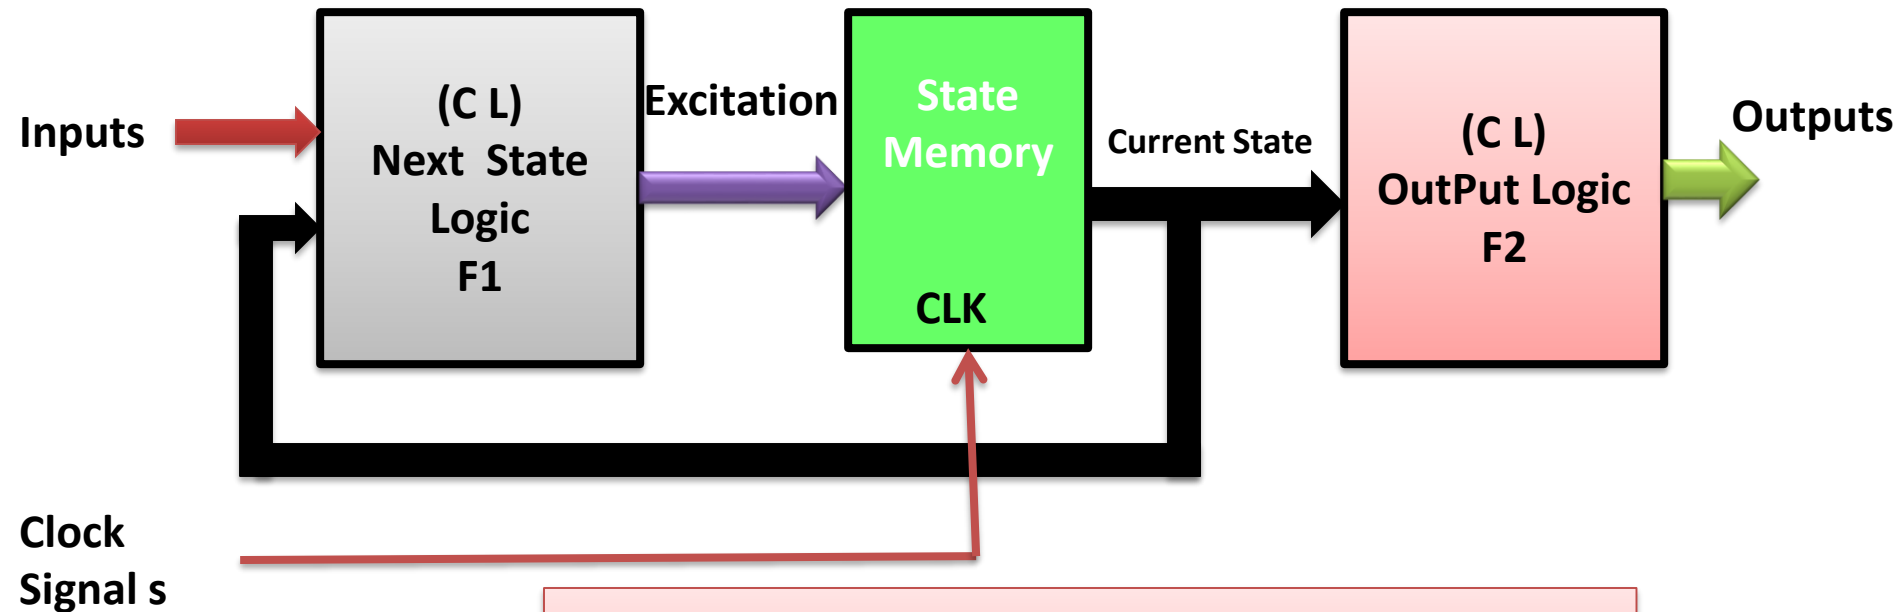 Inputs
(C L)
Next State
Logic
F1
Excitation
State
Memory
CLK
Current State
(C L)
OutPut Logic
F2
Outputs
Clock
Signal s